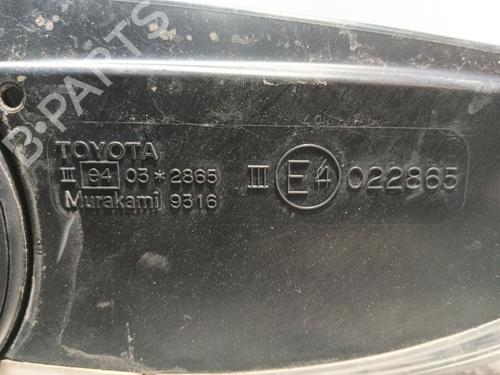 B-PARTS
TOYOTA
III 94 03*2865
Murakami 9316
III E4 022865